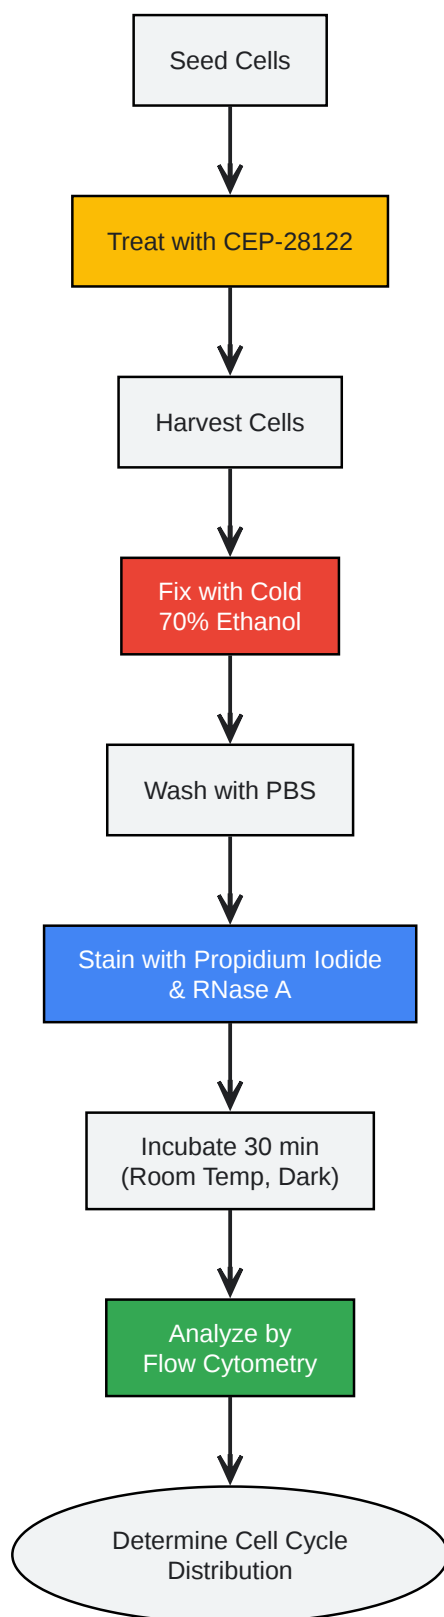 Seed Cells
Treat with CEP-28122
Harvest Cells
Fix with Cold
70% Ethanol
Wash with PBS
Stain with Propidium Iodide
& RNase A
Incubate 30 min
(Room Temp, Dark)
Analyze by
Flow Cytometry
Determine Cell Cycle
Distribution